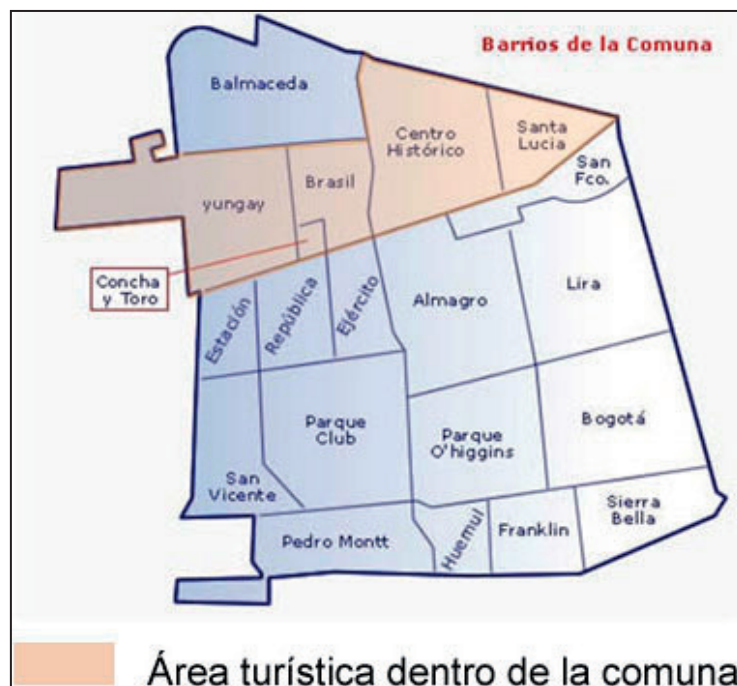 Barrios de la Comuna
Balmaceda
Centro
Histórico
Santa
Lucia
San
Fco.
yungay
Brasil
Concha
y Toro
Estación
República
Ejército
Almagro
Lira
Parque
Club
Parque
O'higgins
Bogotá
San
Vicente
Pedro Montt
Huemul
Franklin
Sierra
Bella
Área turística dentro de la comuna